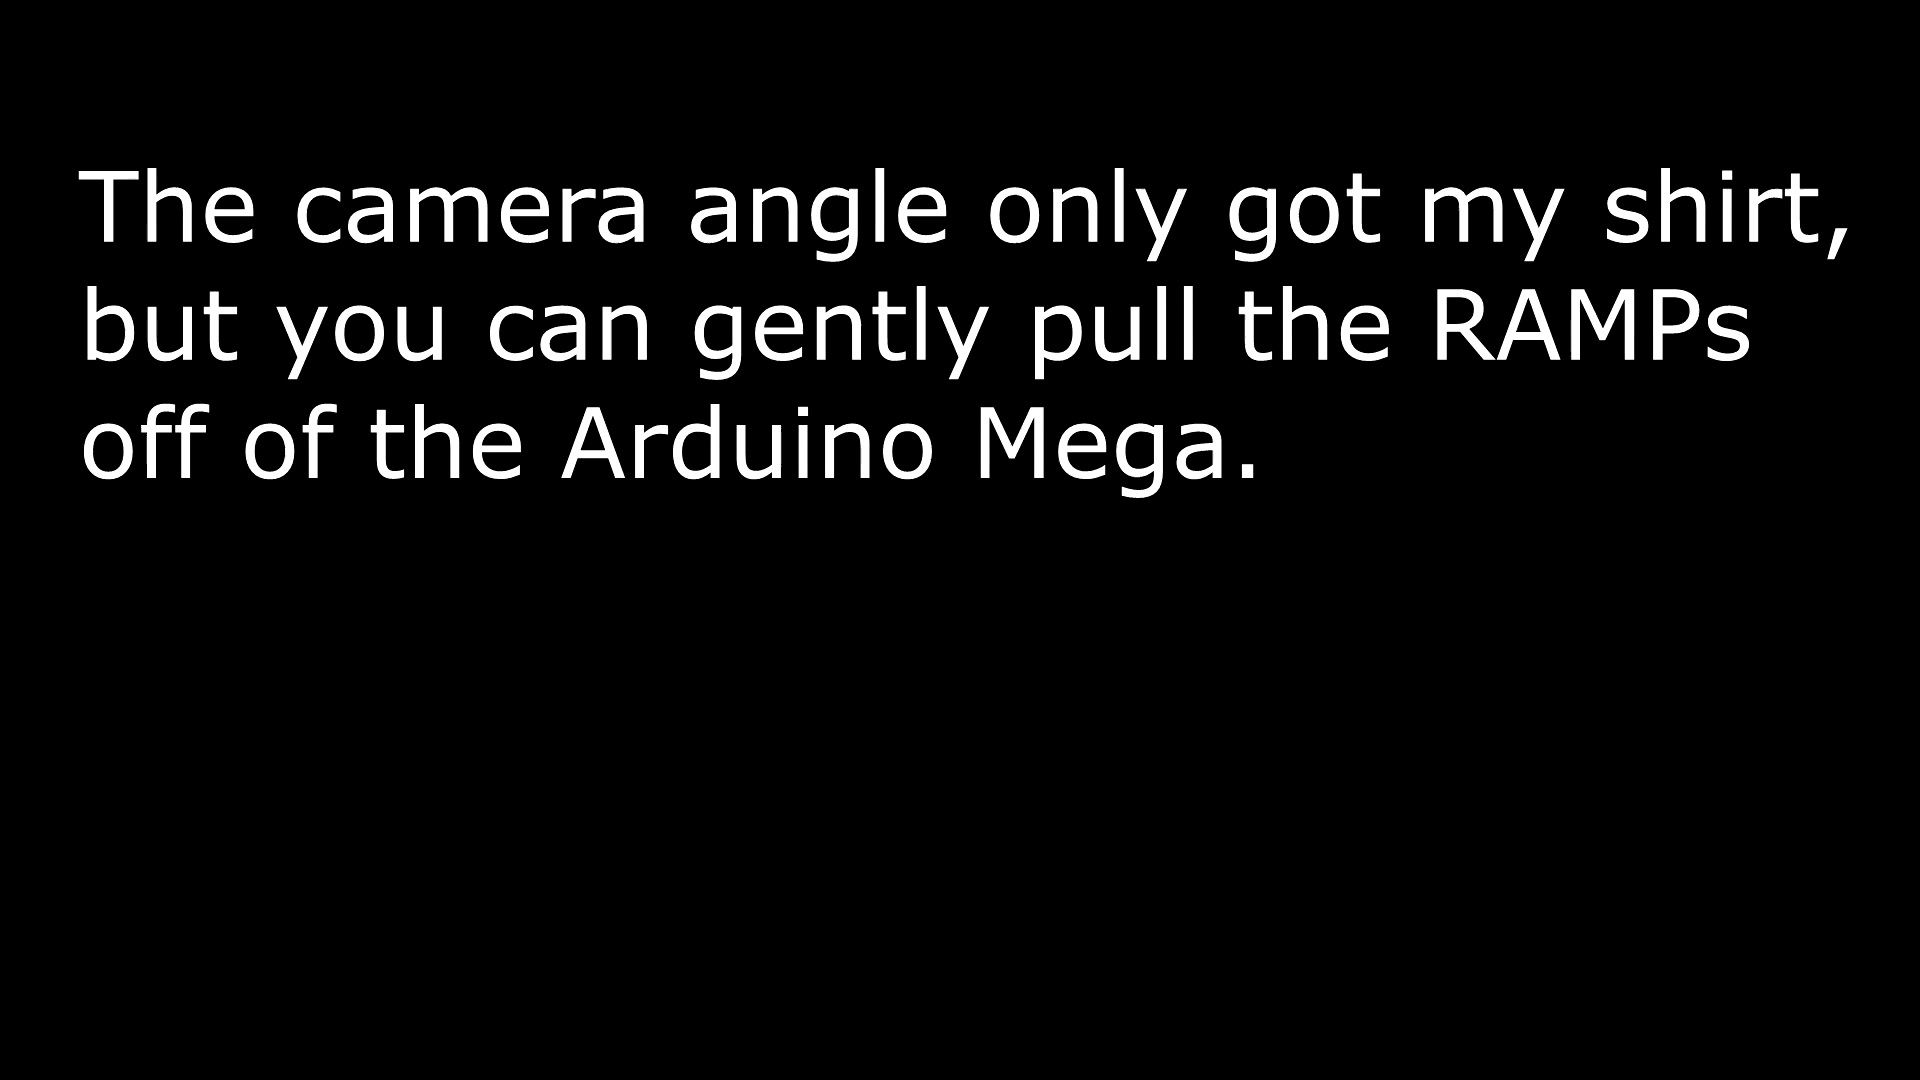 The camera angle only got my shirt,
but you can gently pull the RAMPs
off of the Arduino Mega.